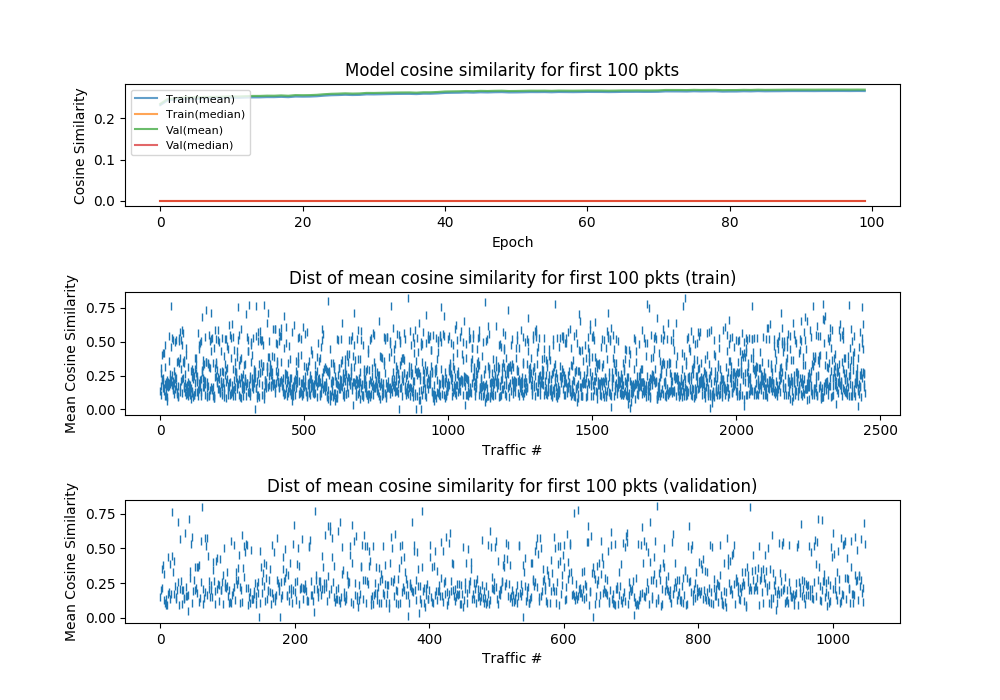 Model cosine similarity for first 100 pkts
Cosine Similarity
0.2
0.1
0.0
Train(mean)
Train(median)
Val(mean)
Val(median)
0 20 40 60 80 100
Epoch
Dist of mean cosine similarity for first 100 pkts (train)
Mean Cosine Similarity
0.75
0.50
0.25
0.00
0 500 1000 1500 2000 2500
Traffic #
Dist of mean cosine similarity for first 100 pkts (validation)
Mean Cosine Similarity
0.75
0.50
0.25
0.00
0 200 400 600 800 1000
Traffic #